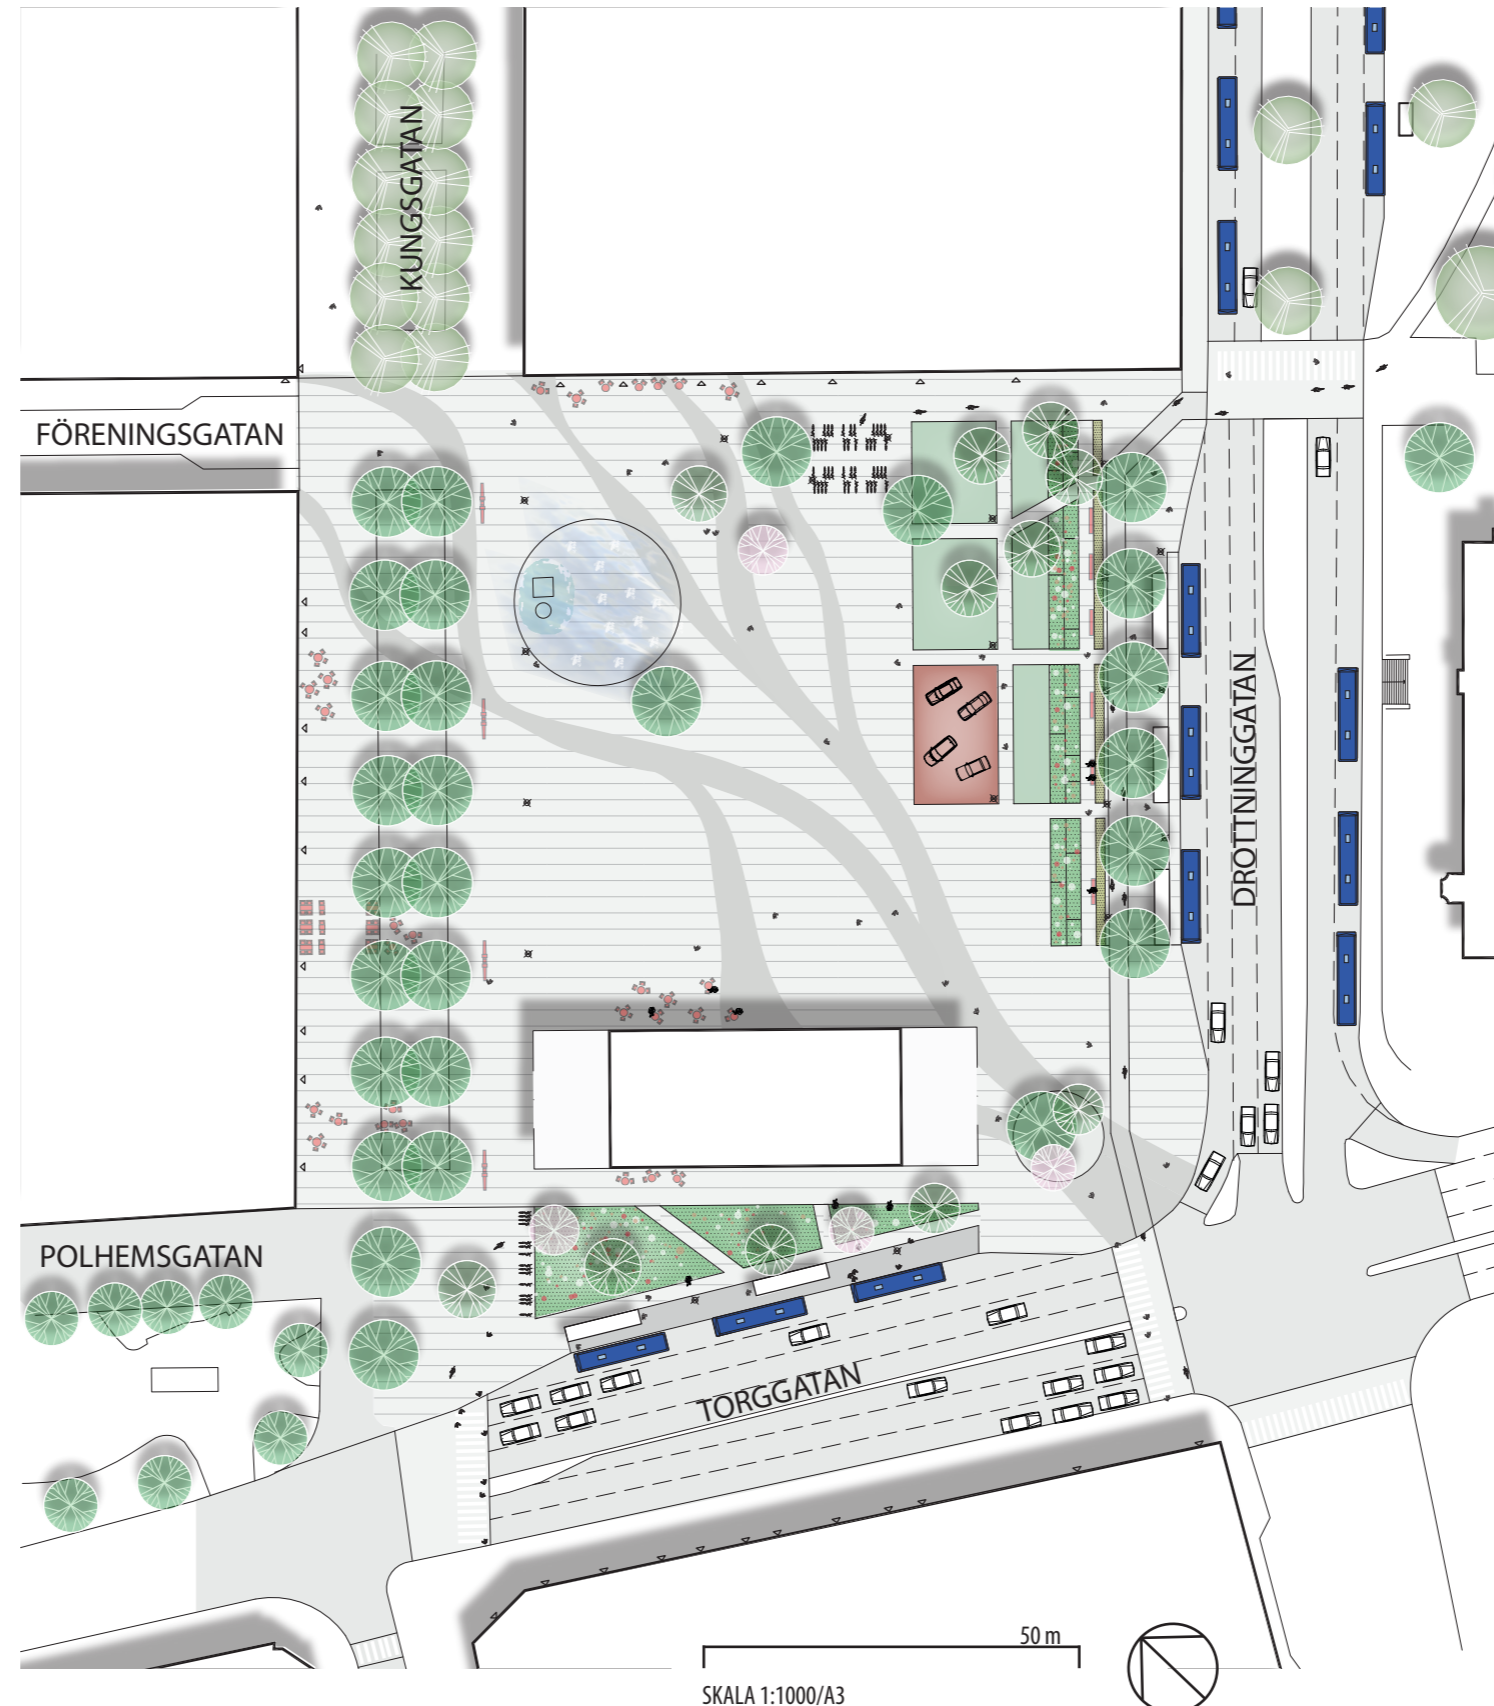 KUNGSGATAN
FÖRENINGSGATAN
DROTTNINGGATAN
POLHEMSGATAN
TORGGATAN
50 m
SKALA 1:1000/A3